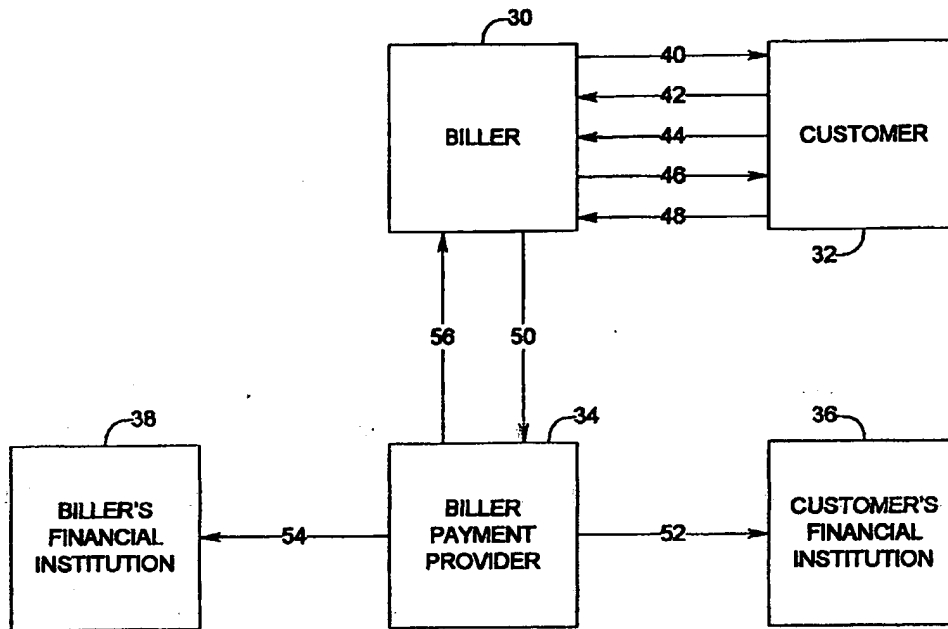 30
40
42
BILLER
44
CUSTOMER
46
48
32
56
50
38
34
36
BILLER'S
FINANCIAL
INSTITUTION
54
BILLER
PAYMENT
PROVIDER
52
CUSTOMER'S
FINANCIAL
INSTITUTION